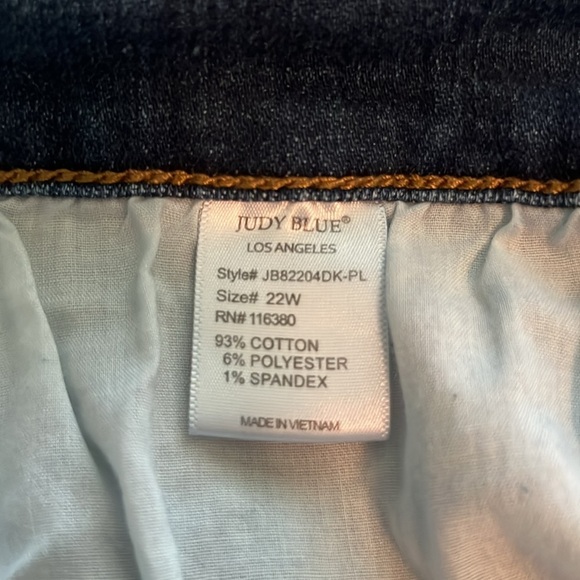 JUDY BLUE®
LOS ANGELES
Style# JB82204DK-PL
Size# 22W
RN# 116380
93% COTTON
6% POLYESTER
1% SPANDEX
MADE IN VIETNAM